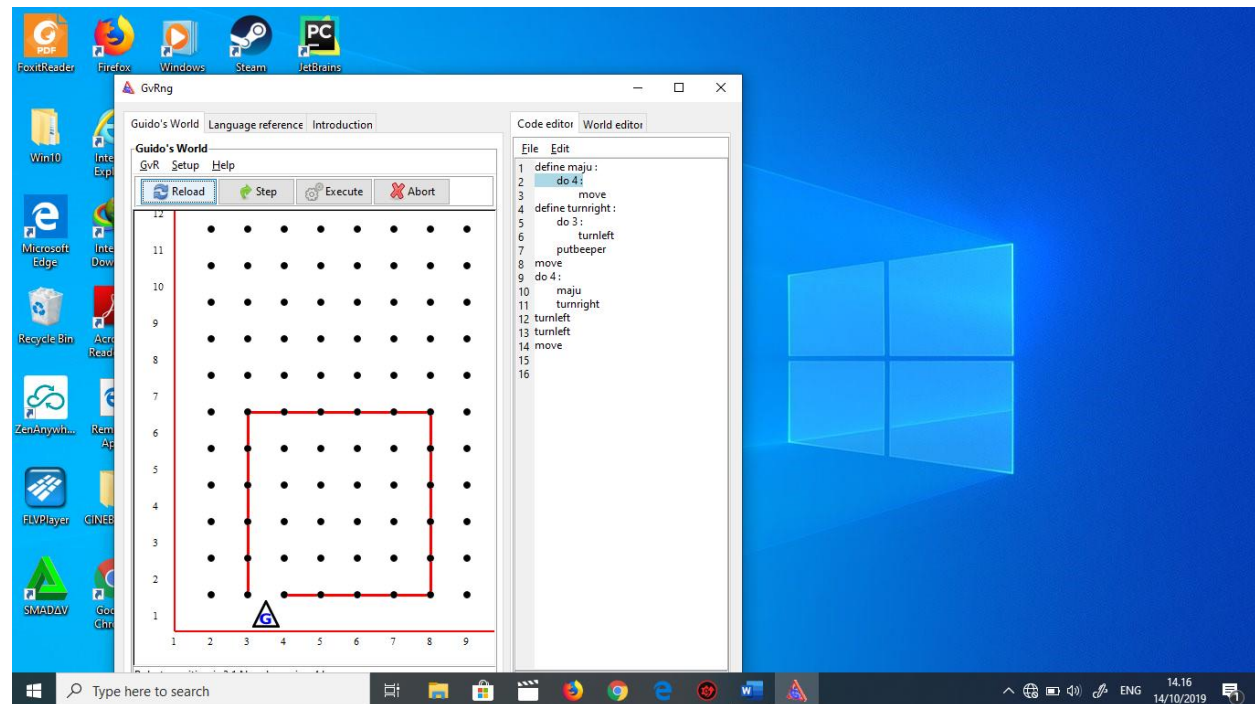 PDF
PC
FoxitReader
Firefox
Windows
Steam
JetBrains
GvRng
Guido's World
Language reference
Introduction
Code editor
World editor
Win10
Guido's World
GvR Setup Help
File Edit
Reload
Step
Execute
Abort
1 define maju :
2 do 4 :
3 move
4 define turnright :
5 do 3 :
6 turnleft
7 putbeeper
8 move
9 do 4 :
10 maju
11 turnright
12 turnleft
13 turnleft
14 move
15
16
12
11
10
9
8
7
6
5
4
3
2
1
G
1 2 3 4 5 6 7 8 9
Microsoft
Edge
Recycle Bin
ZenAnywh...
FLVPlayer
SMADAV
Type here to search
ENG
14.16
14/10/2019